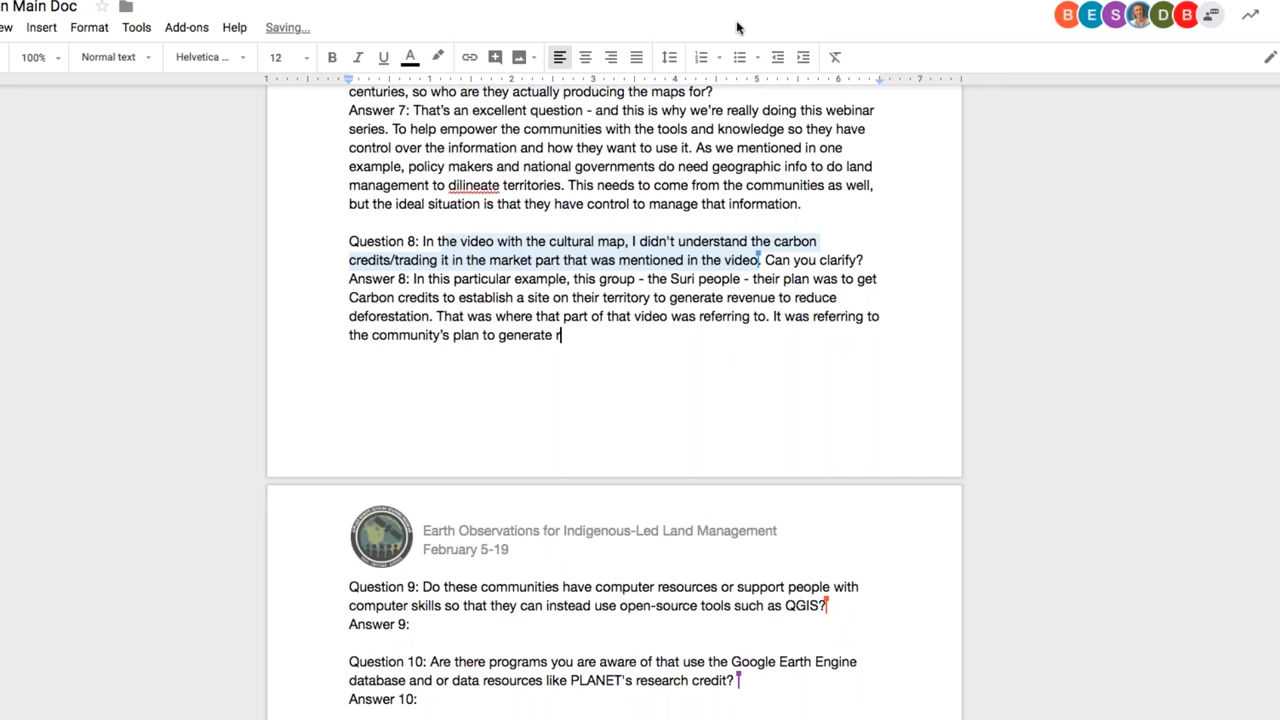 n Main Doc
ew Insert Format Tools Add-ons Help Saving...
100% Normal text Helvetica ... 12 B I U A
1 1 2 3 4 5 6 7
B E S D B
centuries, so who are they actually producing the maps for?
Answer 7: That's an excellent question - and this is why we're really doing this webinar
series. To help empower the communities with the tools and knowledge so they have
control over the information and how they want to use it. As we mentioned in one
example, policy makers and national governments do need geographic info to do land
management to dilineate territories. This needs to come from the communities as well,
but the ideal situation is that they have control to manage that information.
Question 8: In the video with the cultural map, I didn't understand the carbon
credits/trading it in the market part that was mentioned in the video. Can you clarify?
Answer 8: In this particular example, this group - the Suri people - their plan was to get
Carbon credits to establish a site on their territory to generate revenue to reduce
deforestation. That was where that part of that video was referring to. It was referring to
the community's plan to generate r
Earth Observations for Indigenous-Led Land Management
February 5-19
Question 9: Do these communities have computer resources or support people with
computer skills so that they can instead use open-source tools such as QGIS?
Answer 9:
Question 10: Are there programs you are aware of that use the Google Earth Engine
database and or data resources like PLANET's research credit?
Answer 10: